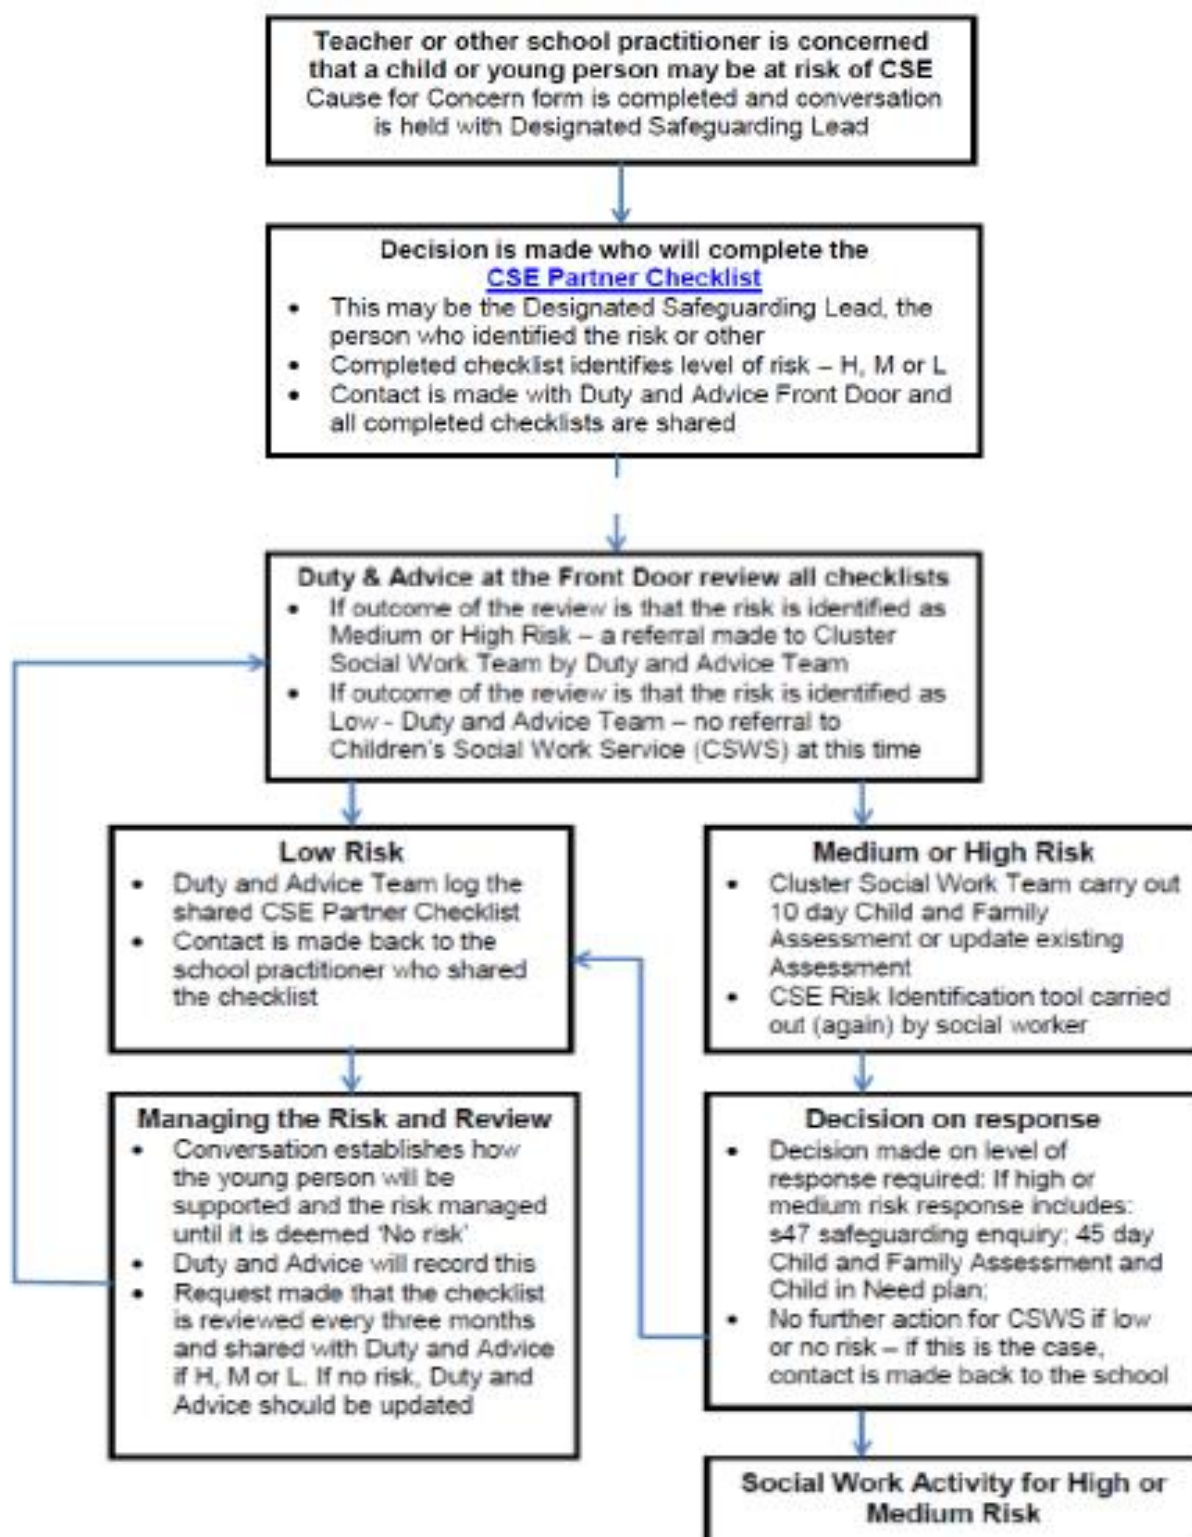 Teacher or other school practitioner is concerned
that a child or young person may be at risk of CSE
Cause for Concern form is completed and conversation
is held with Designated Safeguarding Lead
Decision is made who will complete the
CSE Partner Checklist
• This may be the Designated Safeguarding Lead, the
person who identified the risk or other
• Completed checklist identifies level of risk – H, M or L
• Contact is made with Duty and Advice Front Door and
all completed checklists are shared
Duty & Advice at the Front Door review all checklists
• If outcome of the review is that the risk is identified as
Medium or High Risk – a referral made to Cluster
Social Work Team by Duty and Advice Team
• If outcome of the review is that the risk is identified as
Low - Duty and Advice Team – no referral to
Children's Social Work Service (CSWS) at this time
Low Risk
• Duty and Advice Team log the
shared CSE Partner Checklist
• Contact is made back to the
school practitioner who shared
the checklist
Medium or High Risk
• Cluster Social Work Team carry out
10 day Child and Family
Assessment or update existing
Assessment
• CSE Risk Identification tool carried
out (again) by social worker
Managing the Risk and Review
• Conversation establishes how
the young person will be
supported and the risk managed
until it is deemed 'No risk'
• Duty and Advice will record this
• Request made that the checklist
is reviewed every three months
and shared with Duty and Advice
if H, M or L. If no risk, Duty and
Advice should be updated
Decision on response
• Decision made on level of
response required: If high or
medium risk response includes:
s47 safeguarding enquiry; 45 day
Child and Family Assessment and
Child in Need plan;
• No further action for CSWS if low
or no risk – if this is the case,
contact is made back to the school
Social Work Activity for High or
Medium Risk